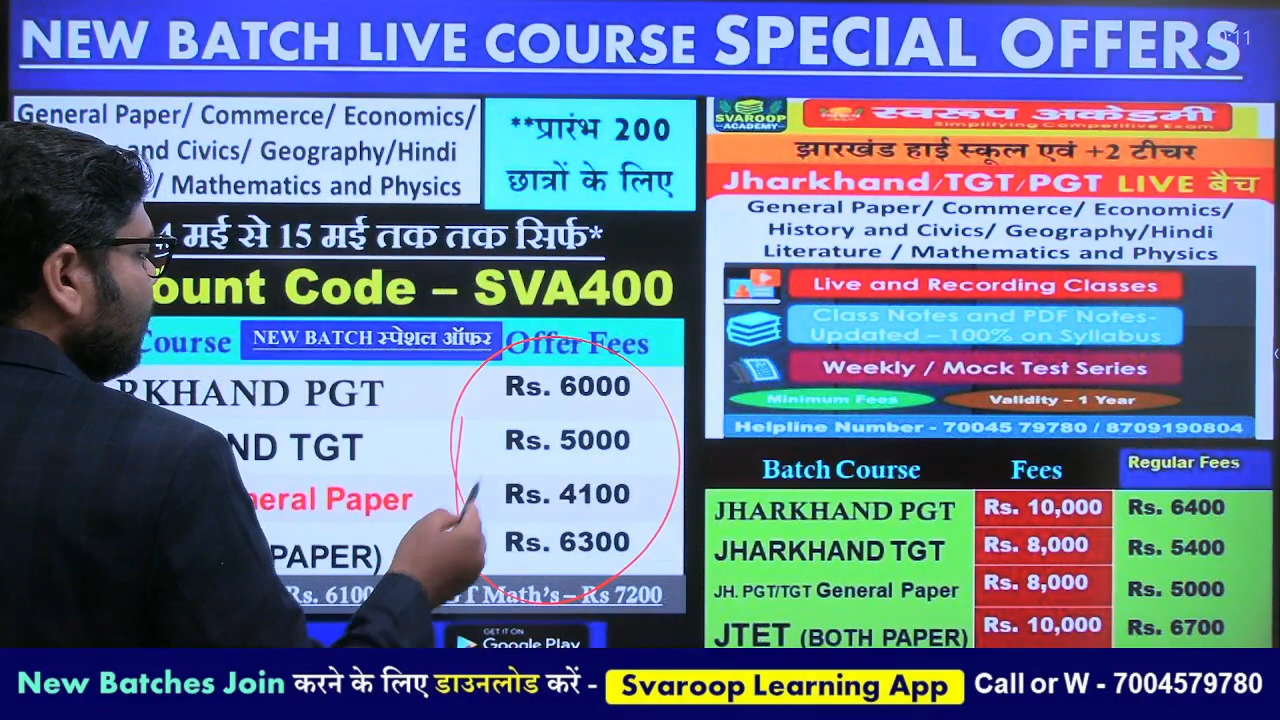 NEW BATCH LIVE COURSE SPECIAL OFFERS
General Paper/ Commerce/ Economics/
and Civics/ Geography/Hindi
/ Mathematics and Physics
**प्रारंभ 200
छात्रों के लिए
4 मई से 15 मई तक तक सिर्फ*
ount Code – SVA400
Course NEW BATCH स्पेशल ऑफर Offer Fees
RKHAND PGT Rs. 6000
ND TGT Rs. 5000
neral Paper Rs. 4100
PAPER) Rs. 6300
Rs. 6100 GT Math's – Rs 7200
GET IT ON
Google Play
SVAROOP
ACADEMY
स्वरूप अकेडमी
Simplifying Competitive Exam
झारखंड हाई स्कूल एवं +2 टीचर
Jharkhand/TGT/PGT LIVE बैच
General Paper/ Commerce/ Economics/
History and Civics/ Geography/Hindi
Literature / Mathematics and Physics
Live and Recording Classes
Class Notes and PDF Notes-
Updated – 100% on Syllabus
Weekly / Mock Test Series
Minimum Fees Validity – 1 Year
Helpline Number - 70045 79780 / 8709190804
Batch Course Fees Regular Fees
JHARKHAND PGT Rs. 10,000 Rs. 6400
JHARKHAND TGT Rs. 8,000 Rs. 5400
JH. PGT/TGT General Paper Rs. 8,000 Rs. 5000
JTET (BOTH PAPER) Rs. 10,000 Rs. 6700
New Batches Join करने के लिए डाउनलोड करें - Svaroop Learning App Call or W - 7004579780